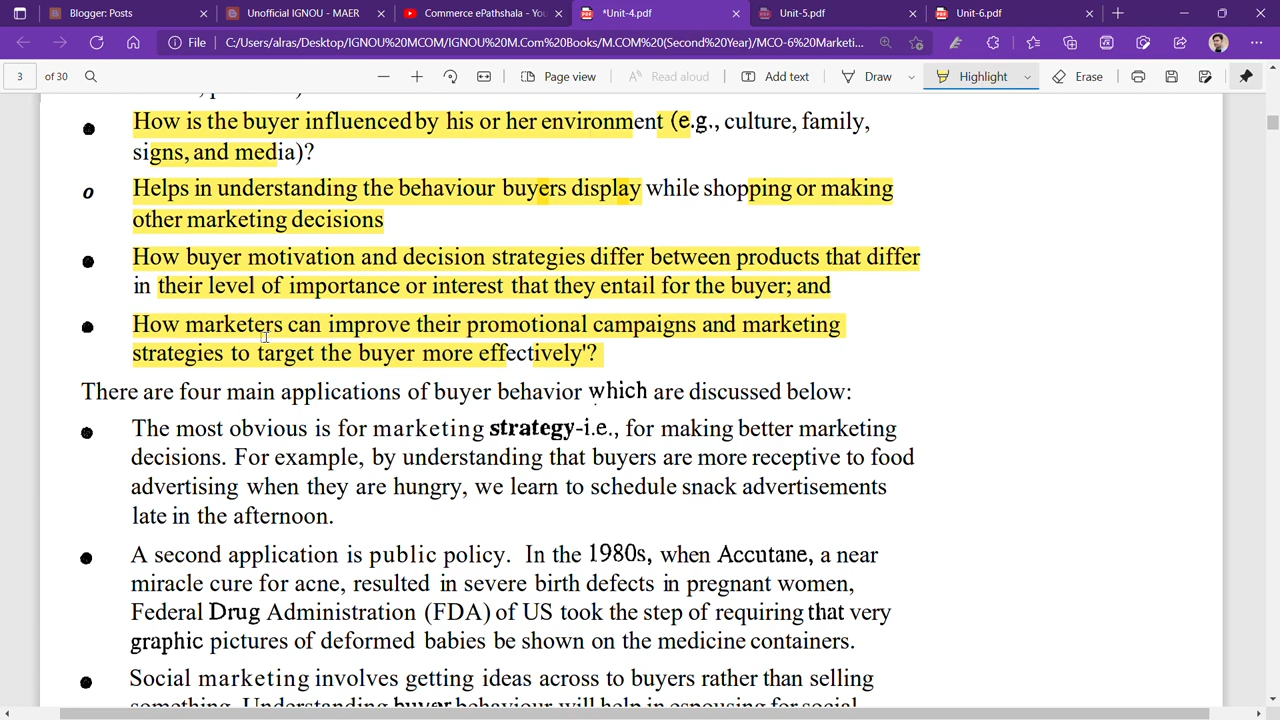 Blogger: Posts
Unofficial IGNOU - MAER
Commerce ePathshala - Yo
*Unit-4.pdf
Unit-5.pdf
Unit-6.pdf
File
C:/Users/alras/Desktop/IGNOU%20MCOM/IGNOU%20M.Com%20Books/M.COM%20(Second%20Year)/MCO-6%20Marketi...
3 of 30
Page view
Read aloud
Add text
Draw
Highlight
Erase
How is the buyer influenced by his or her environment (e.g., culture, family,
signs, and media)?
o Helps in understanding the behaviour buyers display while shopping or making
other marketing decisions
How buyer motivation and decision strategies differ between products that differ
in their level of importance or interest that they entail for the buyer; and
How marketers can improve their promotional campaigns and marketing
strategies to target the buyer more effectively'?
There are four main applications of buyer behavior which are discussed below:
The most obvious is for marketing strategy-i.e., for making better marketing
decisions. For example, by understanding that buyers are more receptive to food
advertising when they are hungry, we learn to schedule snack advertisements
late in the afternoon.
A second application is public policy. In the 1980s, when Accutane, a near
miracle cure for acne, resulted in severe birth defects in pregnant women,
Federal Drug Administration (FDA) of US took the step of requiring that very
graphic pictures of deformed babies be shown on the medicine containers.
Social marketing involves getting ideas across to buyers rather than selling
something. Understanding buyer behaviour will help in espousing for social